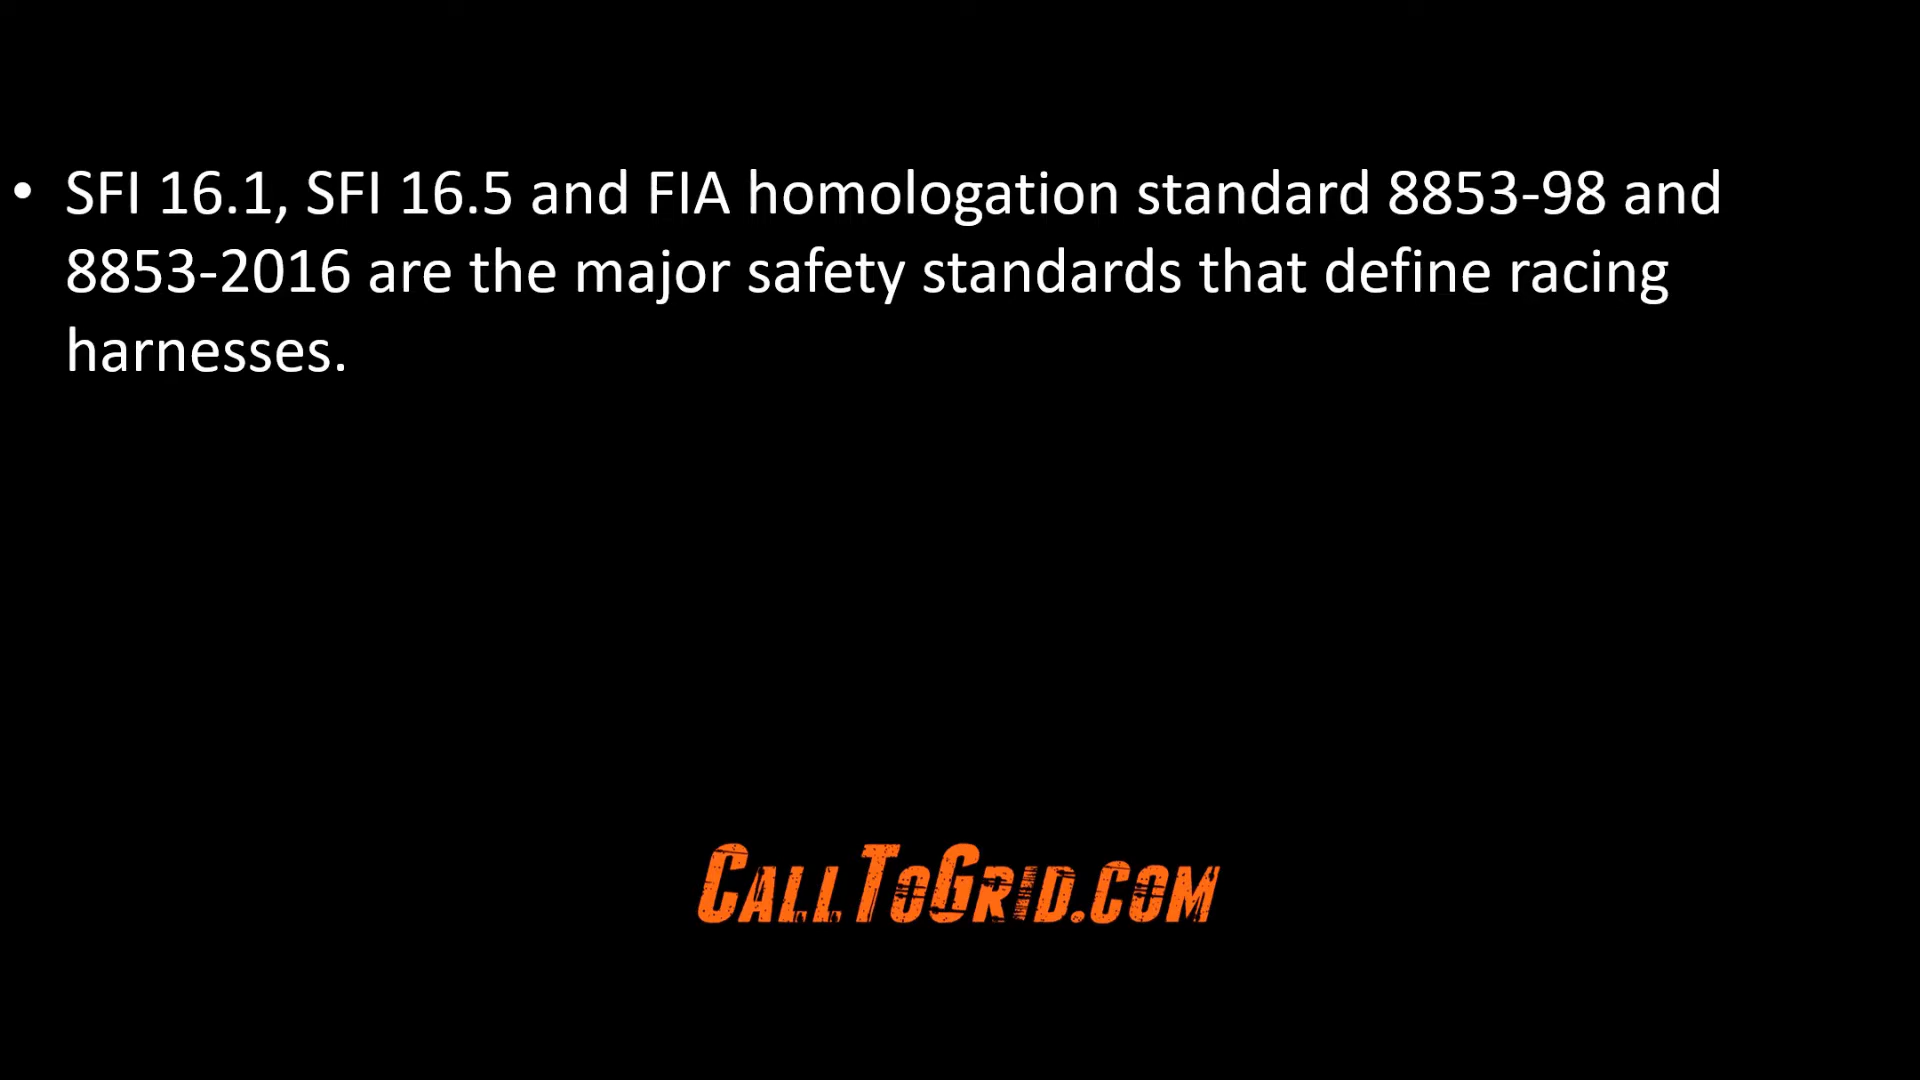 • SFI 16.1, SFI 16.5 and FIA homologation standard 8853-98 and
8853-2016 are the major safety standards that define racing
harnesses.
CallToGrid.com